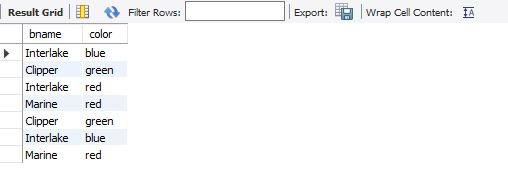 Result Grid Filter Rows: Export: Wrap Cell Content: IA
bname color
Interlake blue
Clipper green
Interlake red
Marine red
Clipper green
Interlake blue
Marine red